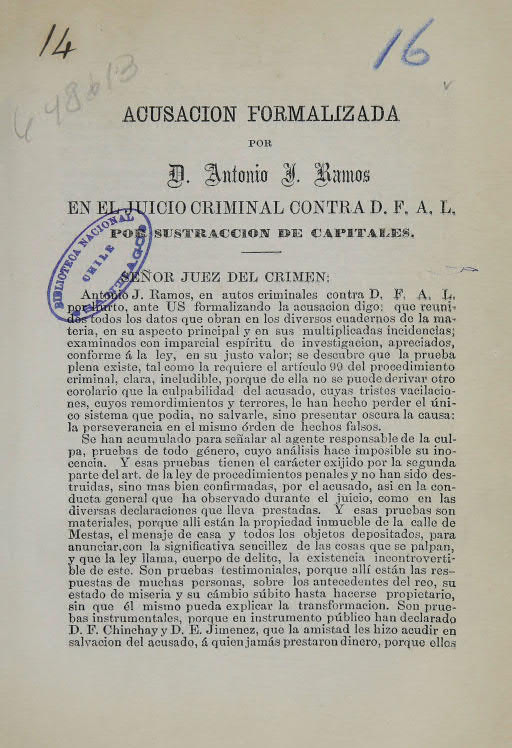 14
16
648613
ACUSACION FORMALIZADA
POR
D. Antonio J. Ramos
EN EL JUICIO CRIMINAL CONTRA D. F. A. L.
POR SUSTRACCION DE CAPITALES.
BIBLIOTECA NACIONAL
CHILE
SANTIAGO
SEÑOR JUEZ DEL CRIMEN:
Antonio J. Ramos, en autos criminales contra D. F. A. L.
por hurto, ante US formalizando la acusacion digo: que reuni-
dos todos los datos que obran en los diversos cuadernos de la ma-
teria, en su aspecto principal y en sus multiplicadas incidencias;
examinados con imparcial espíritu de investigacion, apreciados,
conforme á la ley, en su justo valor; se descubre que la prueba
plena existe, tal como la requiere el artículo 99 del procedimiento
criminal, clara, ineludible, porque de ella no se puede derivar otro
corolario que la culpabilidad del acusado, cuyas tristes vacilacio-
nes, cuyos remordimientos y terrores, le han hecho perder el úni-
co sistema que podia, no salvarle, sino presentar oscura la causa:
la perseverancia en el mismo órden de hechos falsos.
Se han acumulado para señalar al agente responsable de la cul-
pa, pruebas de todo género, cuyo análisis hace imposible su ino-
cencia. Y esas pruebas tienen el carácter exijido por la segunda
parte del art. de la ley de procedimientos penales y no han sido des-
truidas, sino mas bien confirmadas, por el acusado, asi en la con-
ducta general que ha observado durante el juicio, como en las
diversas declaraciones que lleva prestadas. Y esas pruebas son
materiales, porque alli están la propiedad inmueble de la calle de
Mestas, el menaje de casa y todos los objetos depositados, para
anunciar,con la significativa sencillez de las cosas que se palpan,
y que la ley llama, cuerpo de delito, la existencia incontroverti-
ble de este. Son pruebas testimoniales, porque allí están las res-
puestas de muchas personas, sobre los antecedentes del reo, su
estado de miseria y su cámbio súbito hasta hacerse propietario,
sin que él mismo pueda explicar la transformacion. Son prue-
bas instrumentales, porque en instrumento público han declarado
D. F. Chinchay y D. E. Jimenez, que la amistad les hizo acudir en
salvacion del acusado, á quien jamás prestaron dinero, porque ellos